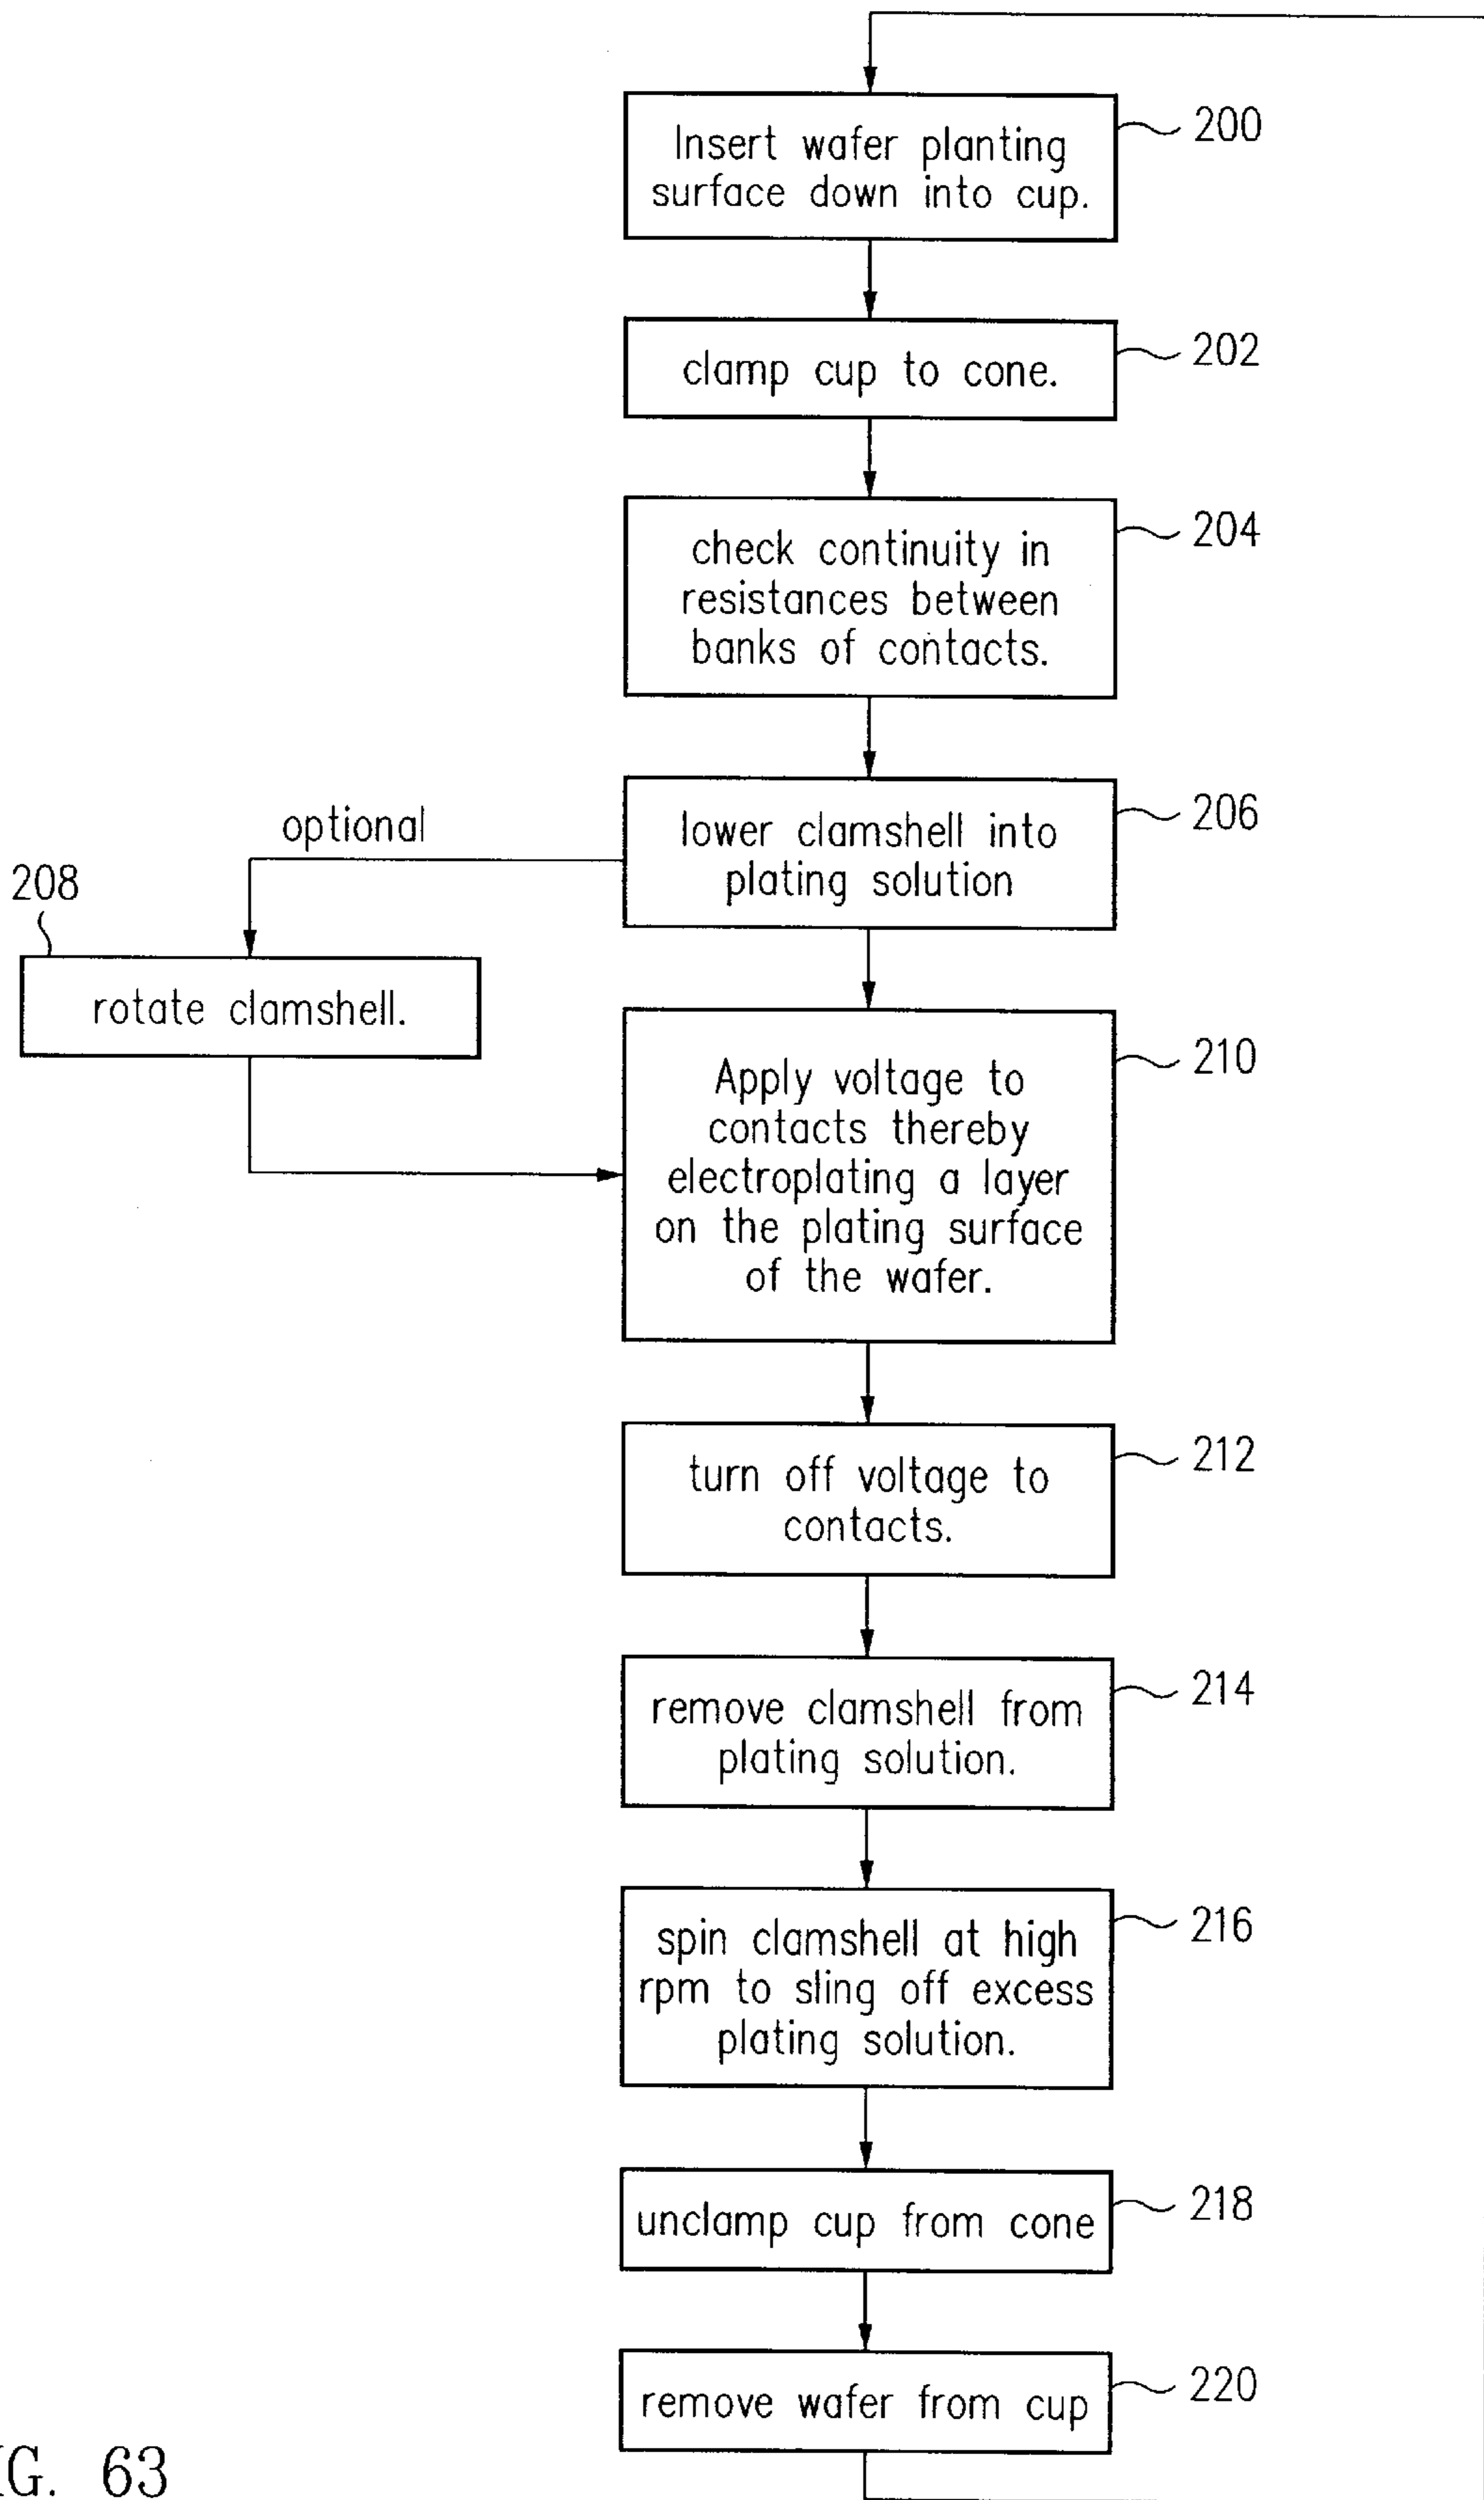 Insert wafer planting
surface down into cup.
200
clamp cup to cone.
202
check continuity in
resistances between
banks of contacts.
204
lower clamshell into
plating solution
206
optional
208
rotate clamshell.
Apply voltage to
contacts thereby
electroplating a layer
on the plating surface
of the wafer.
210
turn off voltage to
contacts.
212
remove clamshell from
plating solution.
214
spin clamshell at high
rpm to sling off excess
plating solution.
216
unclamp cup from cone
218
remove wafer from cup
220
G. 63